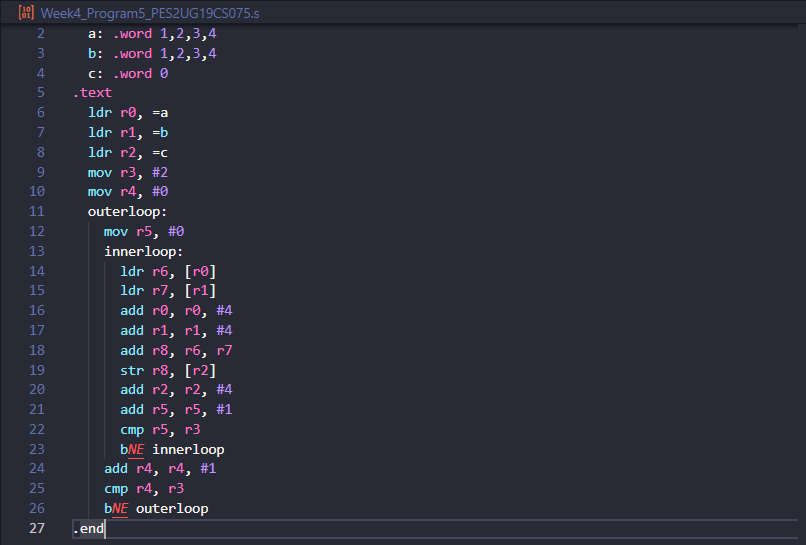 Week4_Program5_PES2UG19CS075.s
2 a: .word 1,2,3,4
3 b: .word 1,2,3,4
4 c: .word 0
5 .text
6 ldr r0, =a
7 ldr r1, =b
8 ldr r2, =c
9 mov r3, #2
10 mov r4, #0
11 outerloop:
12 mov r5, #0
13 innerloop:
14 ldr r6, [r0]
15 ldr r7, [r1]
16 add r0, r0, #4
17 add r1, r1, #4
18 add r8, r6, r7
19 str r8, [r2]
20 add r2, r2, #4
21 add r5, r5, #1
22 cmp r5, r3
23 bNE innerloop
24 add r4, r4, #1
25 cmp r4, r3
26 bNE outerloop
27 .end